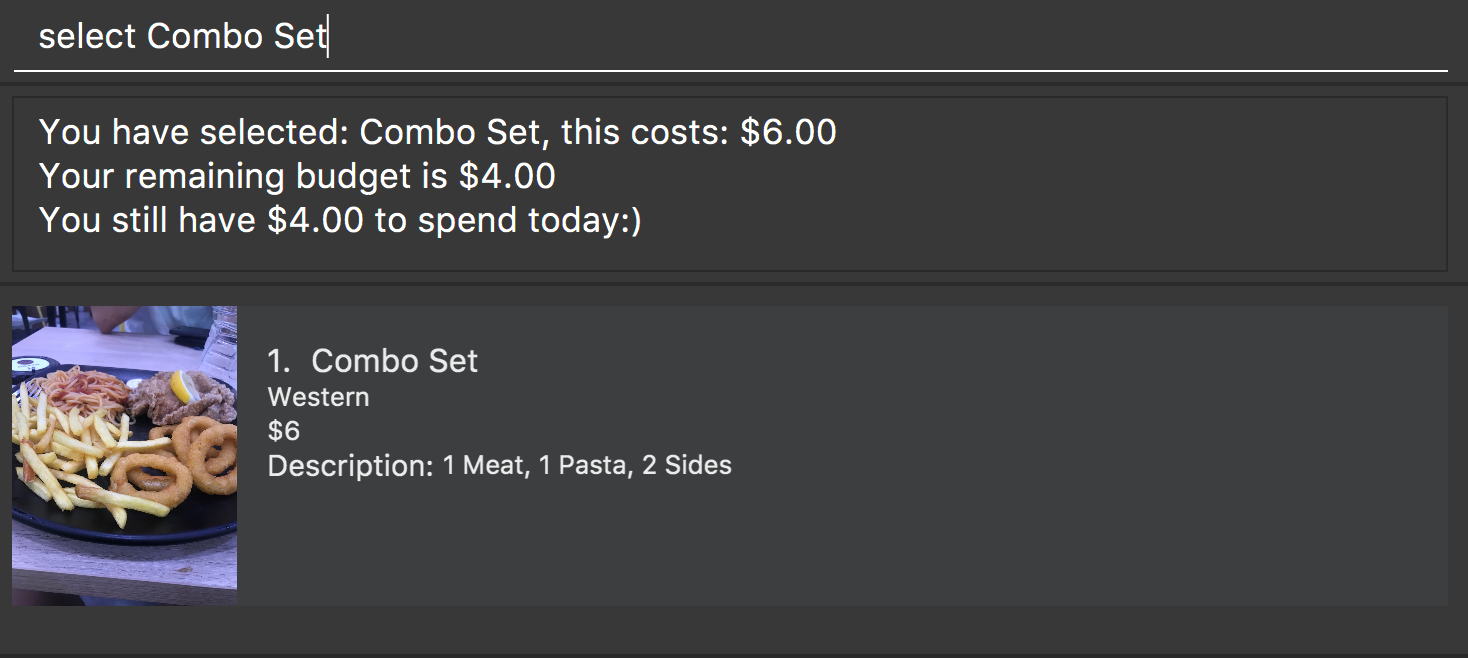 select Combo Set
You have selected: Combo Set, this costs: $6.00
Your remaining budget is $4.00
You still have $4.00 to spend today:)
1. Combo Set
Western
$6
Description: 1 Meat, 1 Pasta, 2 Sides